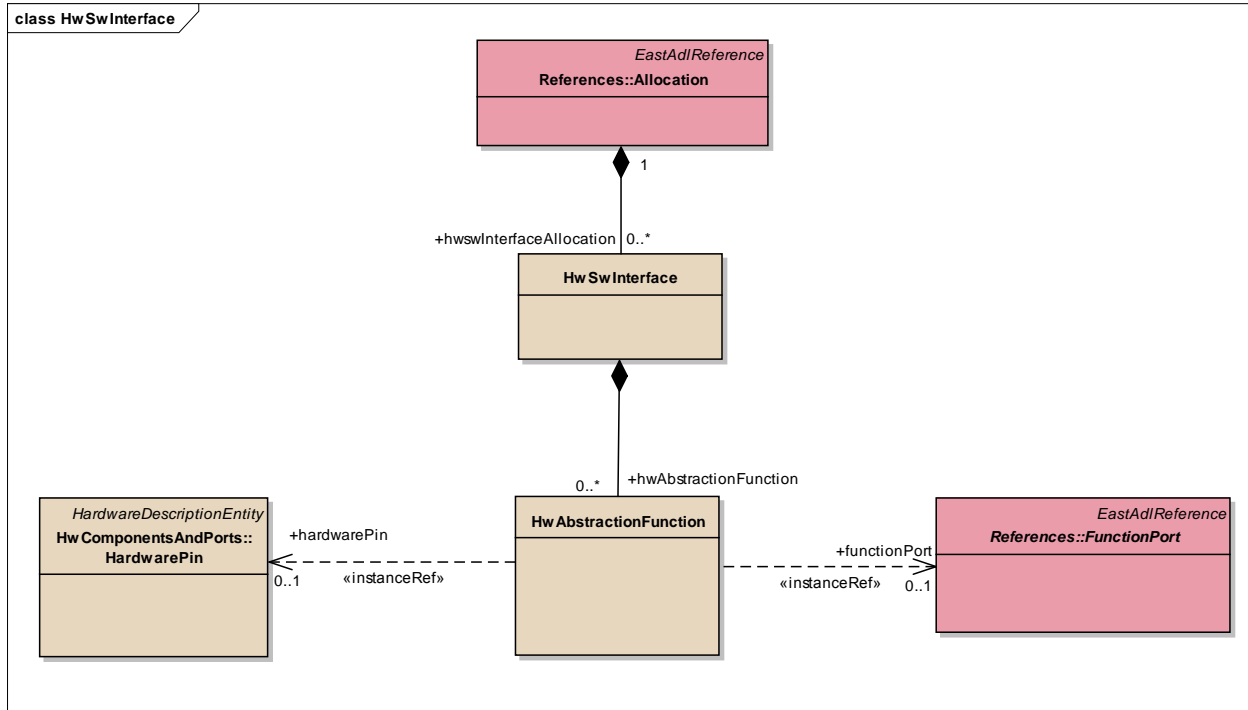 class HwSwInterface
EastAdlReference
References::Allocation
1
+hwswInterfaceAllocation 0..*
HwSwInterface
0..* +hwAbstractionFunction
HardwareDescriptionEntity
HwComponentsAndPorts::
HardwarePin
+hardwarePin
0..1
«instanceRef»
HwAbstractionFunction
+functionPort
«instanceRef»
0..1
EastAdlReference
References::FunctionPort